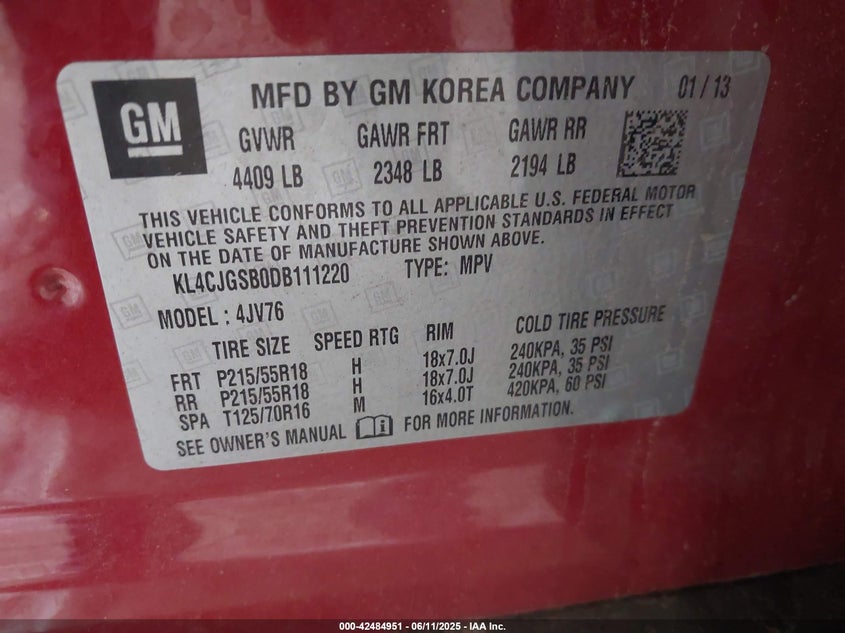 GM
MFD BY GM KOREA COMPANY 01 / 13
GVWR GAWR FRT GAWR RR
4409 LB 2348 LB 2194 LB
THIS VEHICLE CONFORMS TO ALL APPLICABLE U.S. FEDERAL MOTOR
VEHICLE SAFETY AND THEFT PREVENTION STANDARDS IN EFFECT
ON THE DATE OF MANUFACTURE SHOWN ABOVE.
KL4CJGSB0DB111220 TYPE: MPV
MODEL : 4JV76
TIRE SIZE SPEED RTG RIM COLD TIRE PRESSURE
FRT P215/55R18 H 18x7.0J 240KPA, 35 PSI
RR P215/55R18 H 18x7.0J 240KPA, 35 PSI
SPA T125/70R16 M 16x4.0T 420KPA, 60 PSI
SEE OWNER'S MANUAL i FOR MORE INFORMATION.
000-42484951 - 06/11/2025 - IAA Inc.